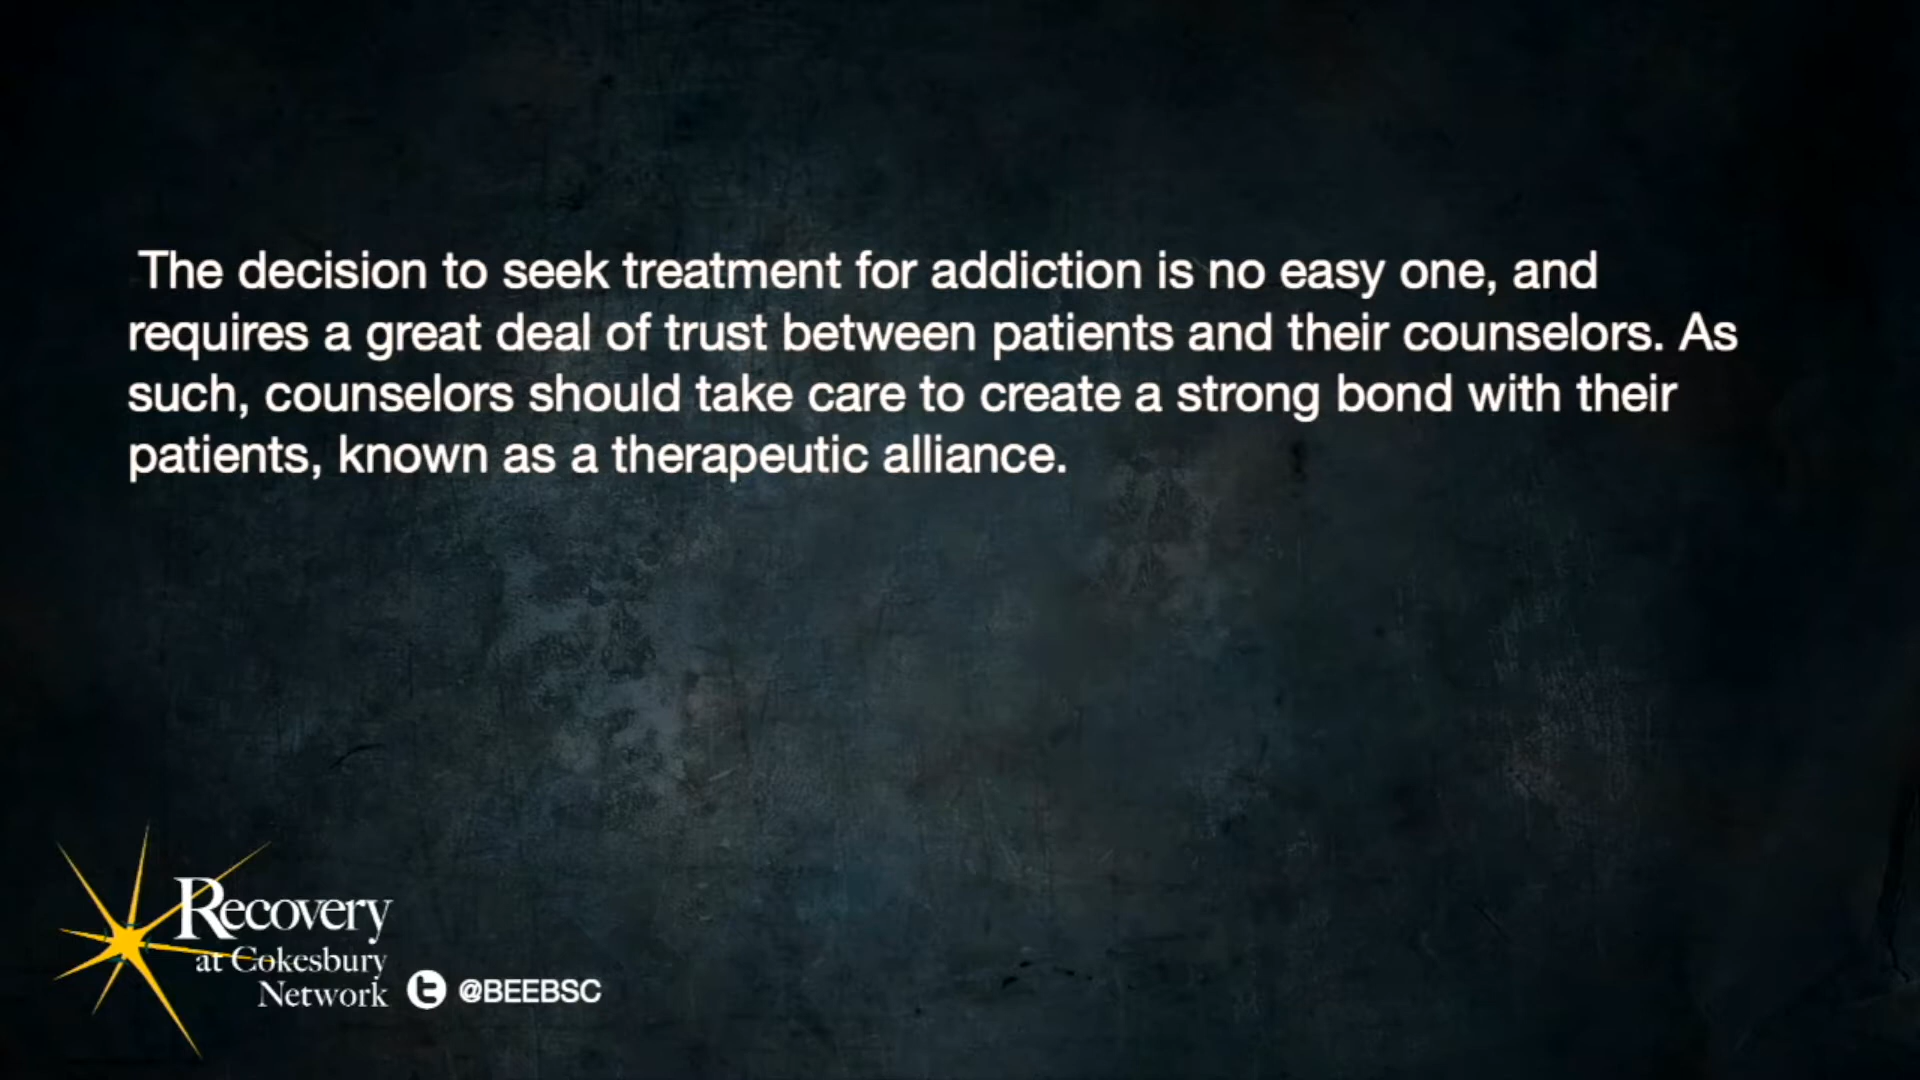 The decision to seek treatment for addiction is no easy one, and
requires a great deal of trust between patients and their counselors. As
such, counselors should take care to create a strong bond with their
patients, known as a therapeutic alliance.
Recovery
at Cokesbury
Network
@BEEBSC